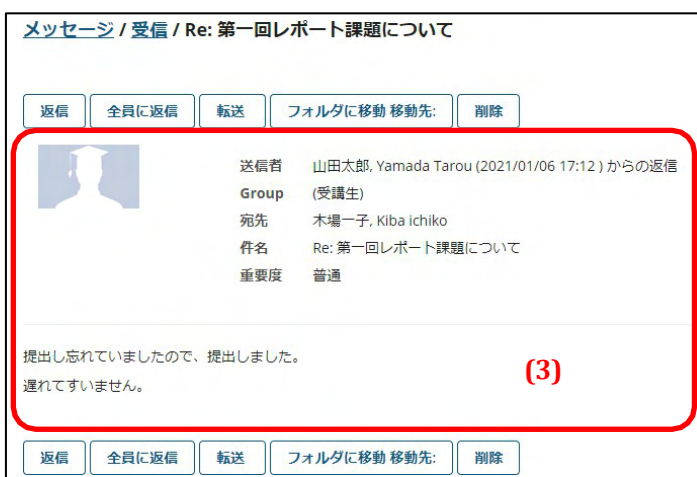 メッセージ / 受信 / Re: 第一回レポート課題について
返信 全員に返信 転送 フォルダに移動 移動先: 削除
送信者 山田太郎, Yamada Tarou (2021/01/06 17:12 ) からの返信
Group (受講生)
宛先 木場一子, Kiba ichiko
件名 Re: 第一回レポート課題について
重要度 普通
提出し忘れていましたので、提出しました。
遅れてすいません。
(3)
返信 全員に返信 転送 フォルダに移動 移動先: 削除